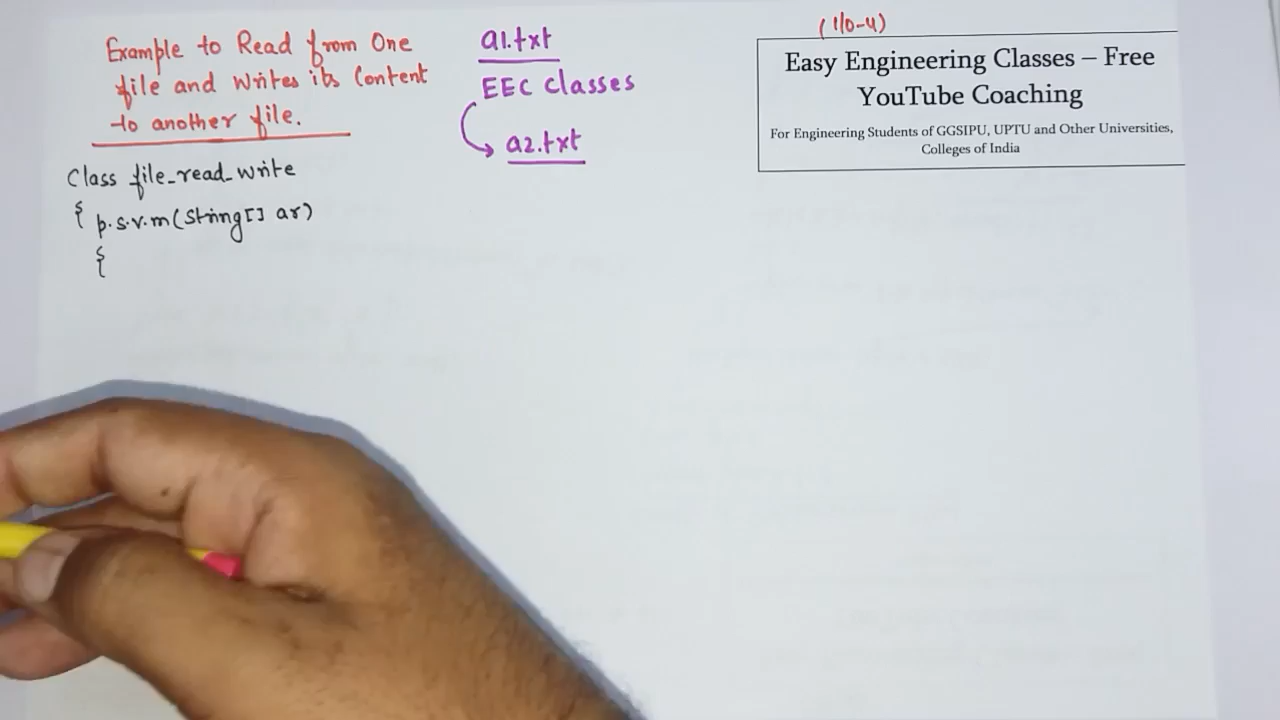 Example to Read from One
file and writes its Content
to another file.
a1.txt
EEC Classes
a2.txt
(I/O-4)
Easy Engineering Classes – Free
YouTube Coaching
For Engineering Students of GGSIPU, UPTU and Other Universities,
Colleges of India
Class file_read_write
{ p.s.v.m(String[] ar)
{